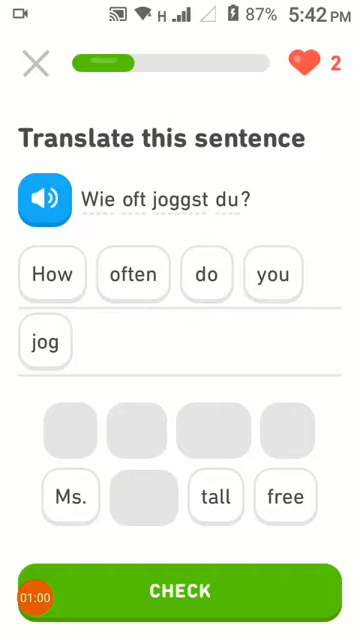 H 87% 5:42 PM
2
Translate this sentence
Wie oft joggst du?
How often do you
jog
Ms. tall free
01:00 CHECK